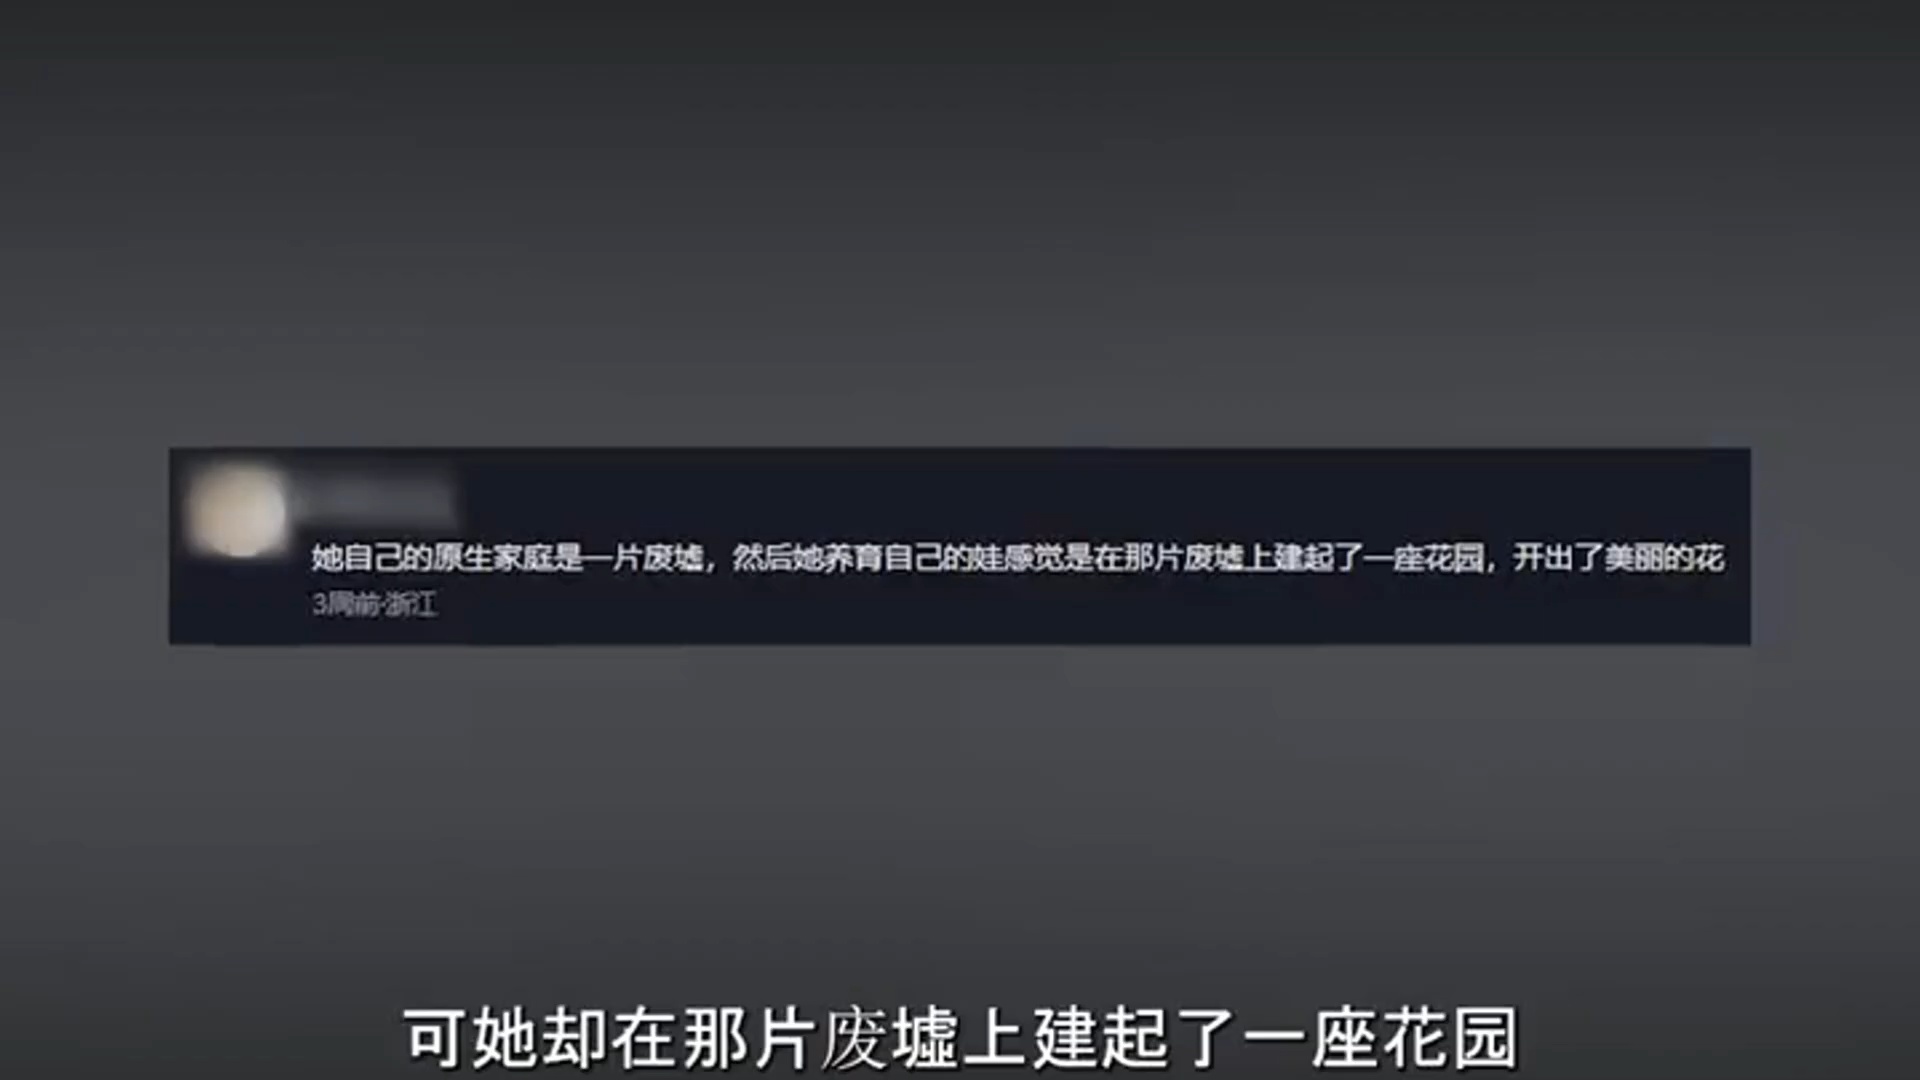 她自己的原生家庭是一片废墟，然后她养育自己的娃感觉是在那片废墟上建起了一座花园，开出了美丽的花
3周前·浙江
可她却在那片废墟上建起了一座花园